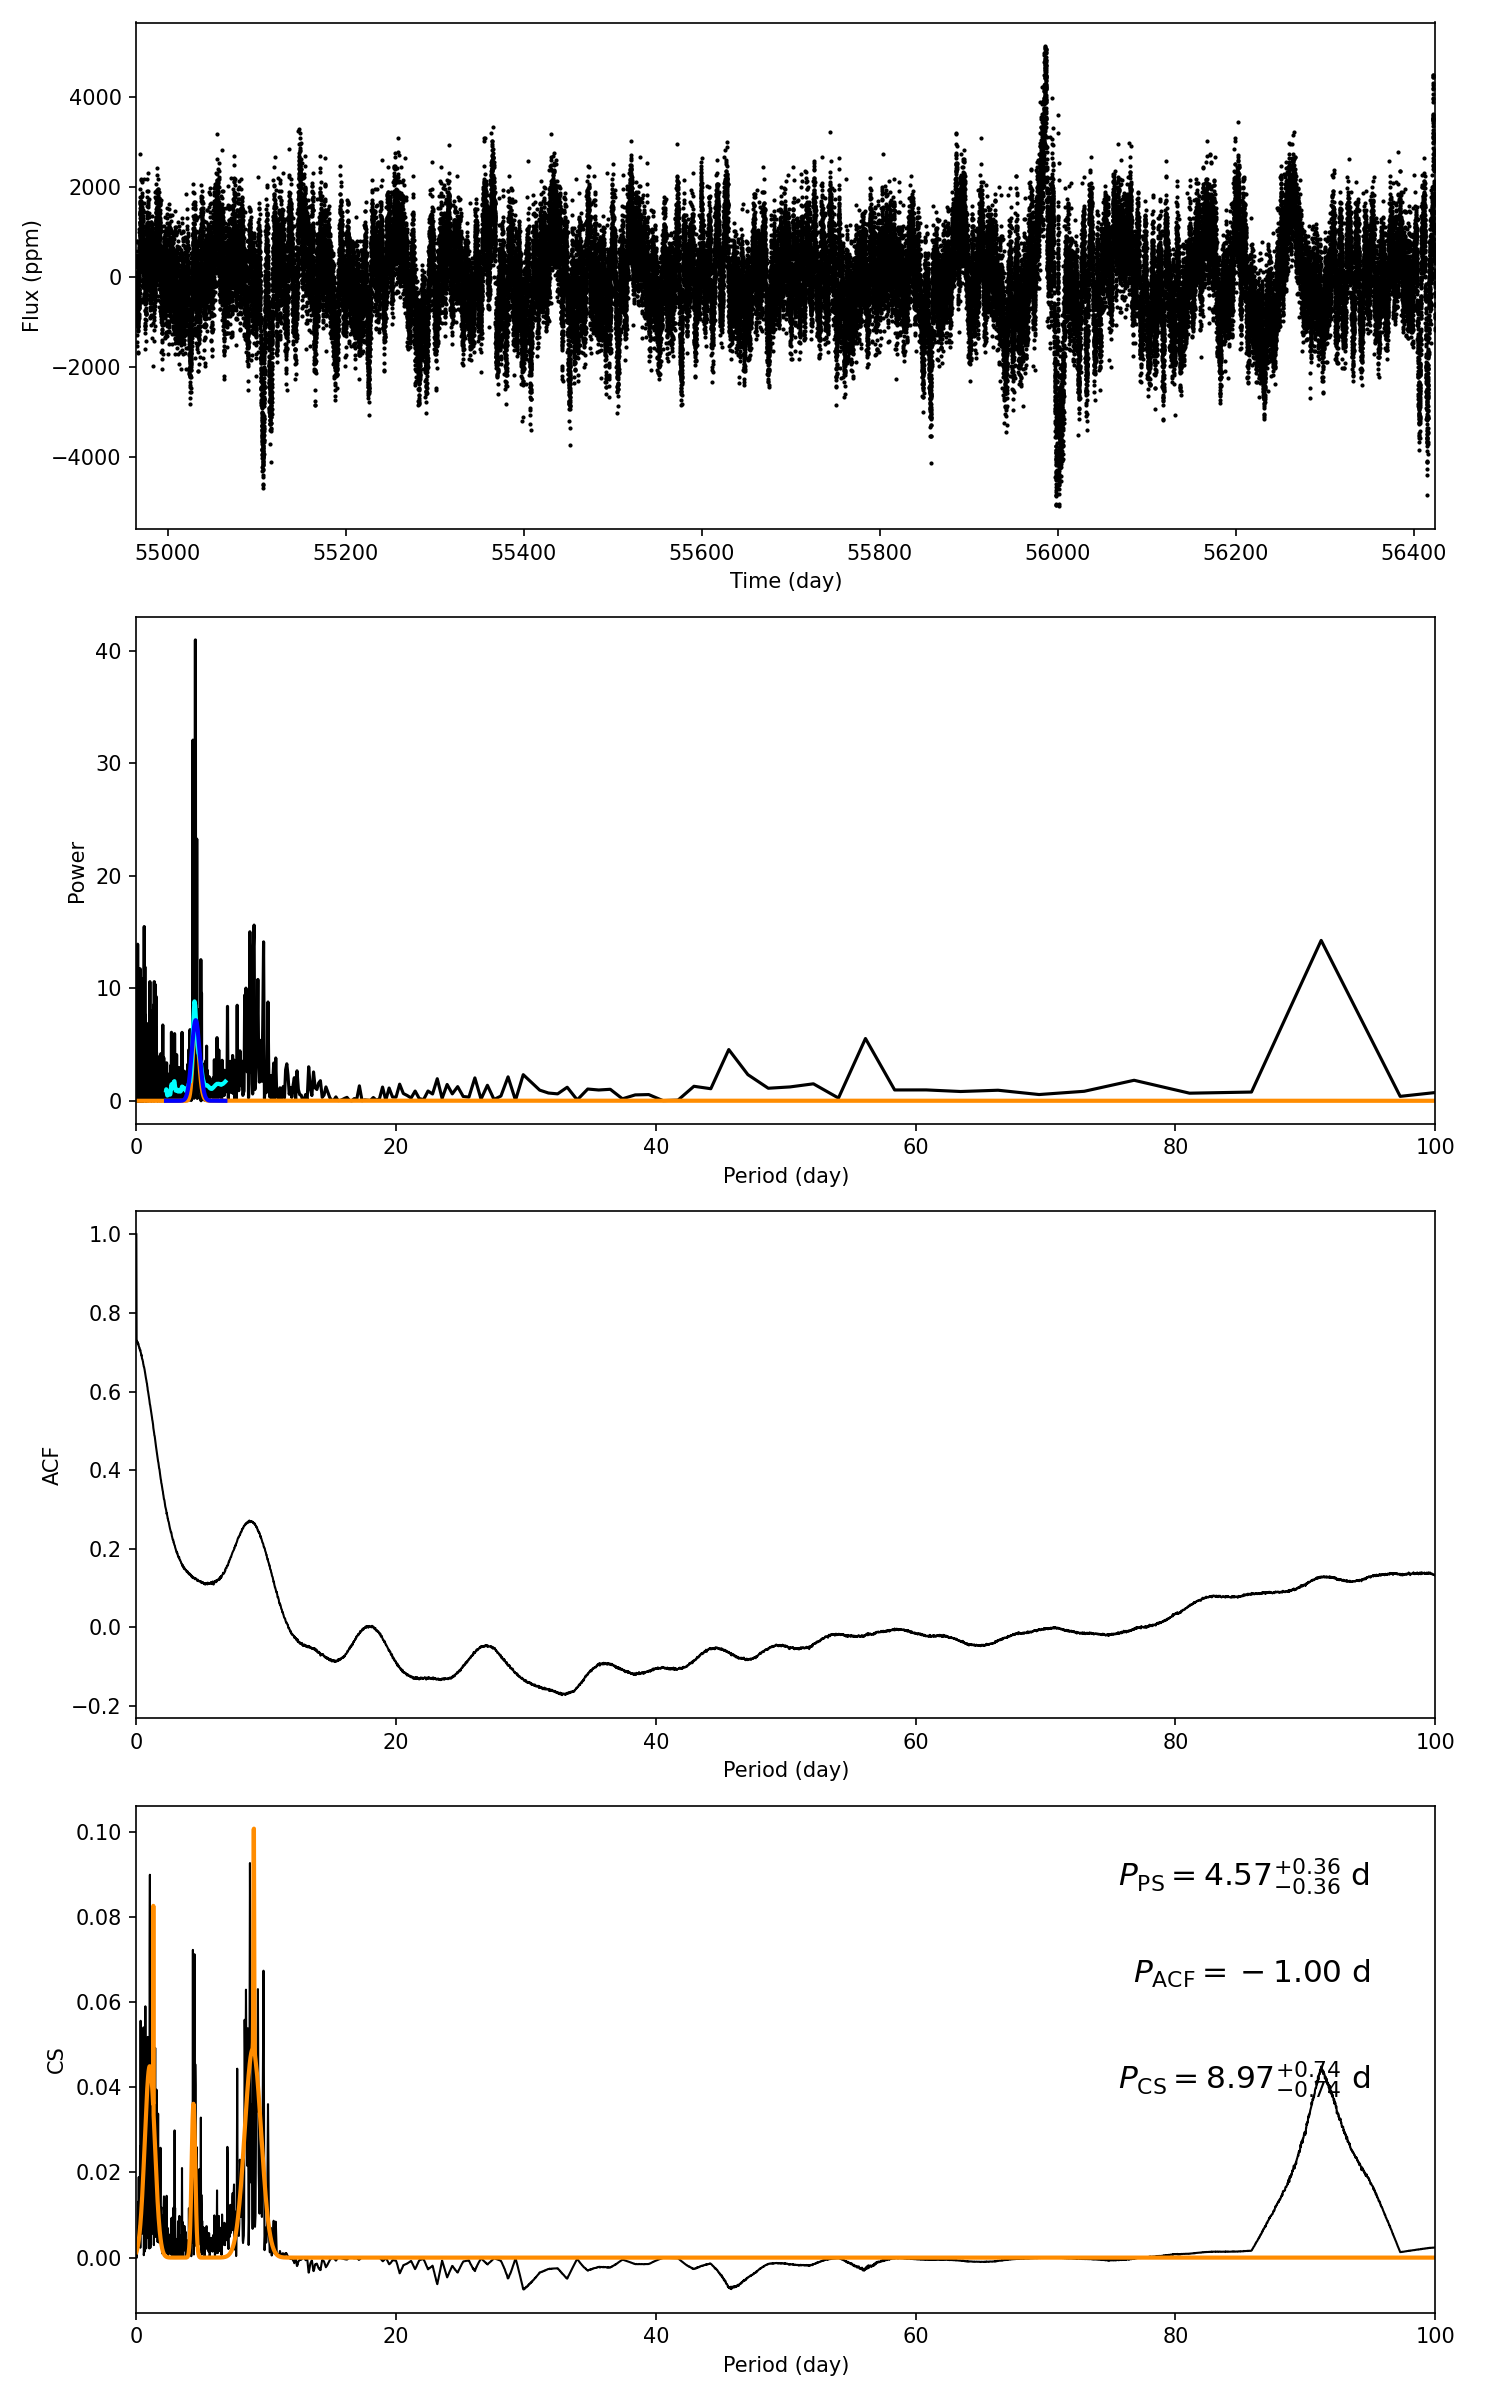 4000
2000
0
−2000
−4000
Flux (ppm)
55000 55200 55400 55600 55800 56000 56200 56400
Time (day)
40
30
20
10
0
Power
0 20 40 60 80 100
Period (day)
1.0
0.8
0.6
0.4
0.2
0.0
−0.2
ACF
0 20 40 60 80 100
Period (day)
0.10
0.08
0.06
0.04
0.02
0.00
CS
P_PS = 4.57^{+0.36}_{−0.36} d
P_ACF = −1.00 d
P_CS = 8.97^{+0.74}_{−0.74} d
0 20 40 60 80 100
Period (day)